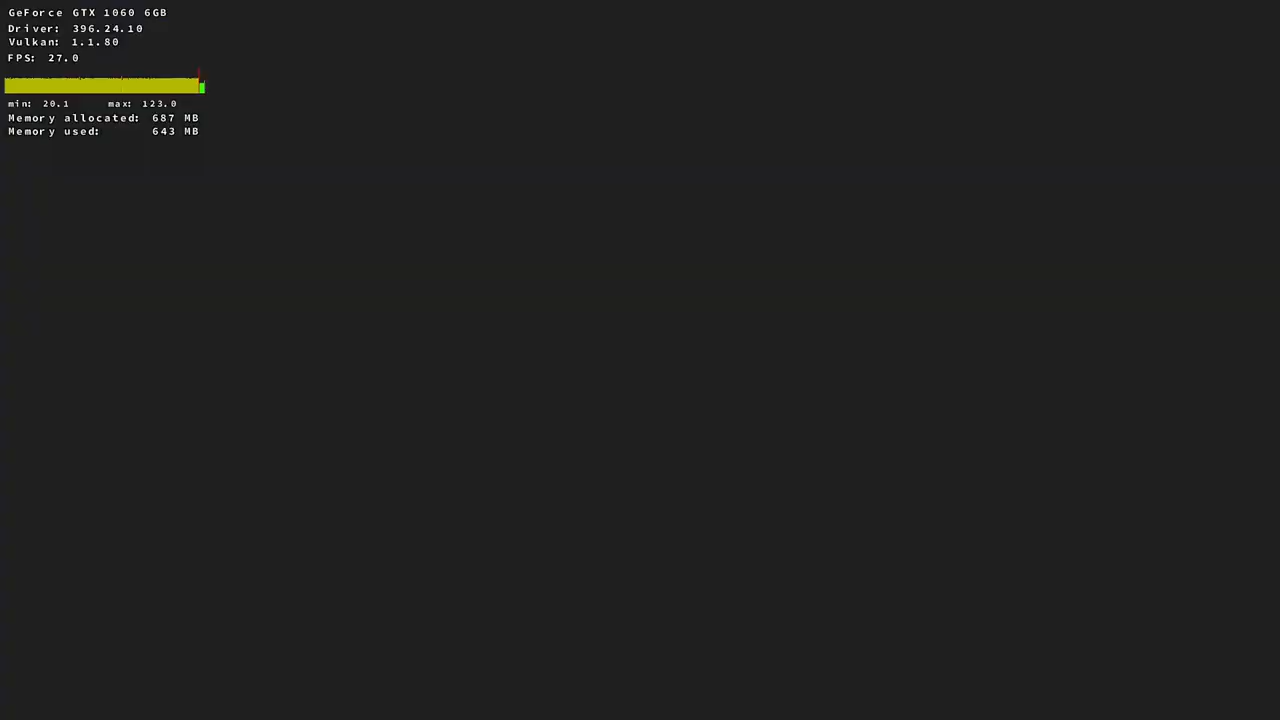 GeForce GTX 1060 6GB
Driver: 396.24.10
Vulkan: 1.1.80
FPS: 27.0
min: 20.1 max: 123.0
Memory allocated: 687 MB
Memory used: 643 MB